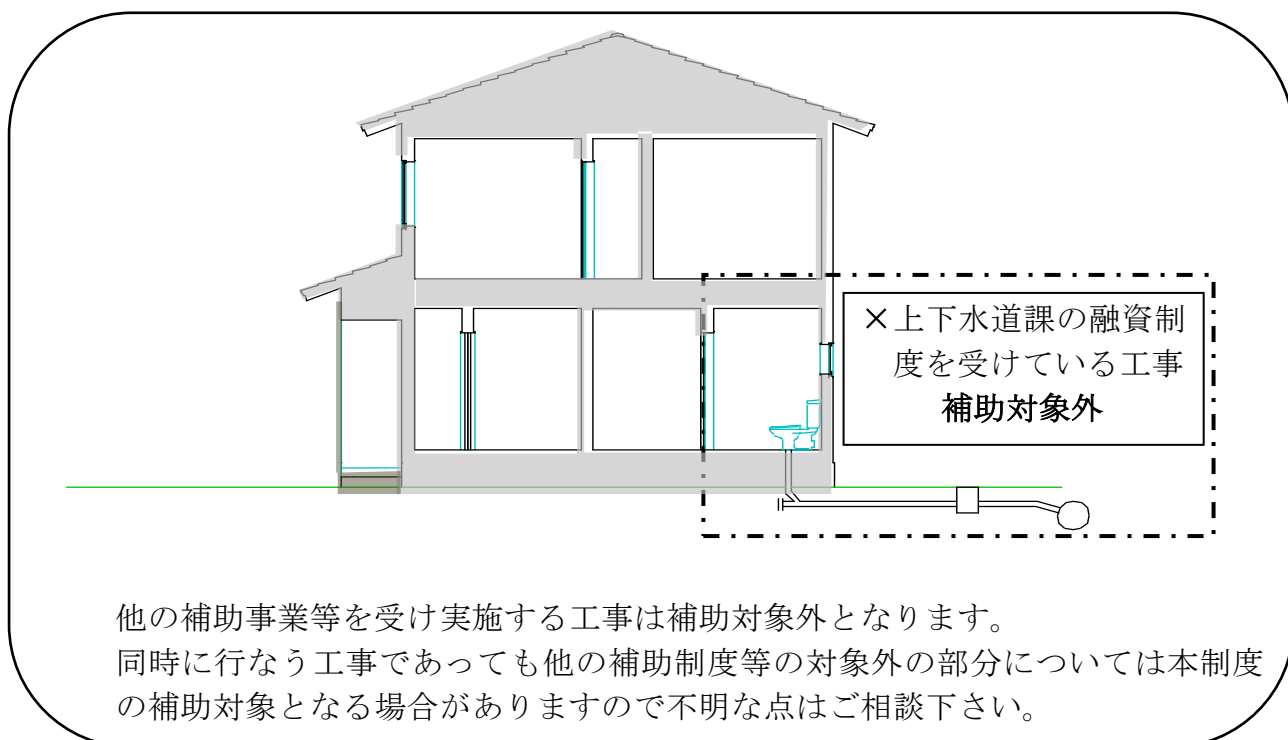 ×上下水道課の融資制
度を受けている工事
補助対象外
他の補助事業等を受け実施する工事は補助対象外となります。
同時に行なう工事であっても他の補助制度等の対象外の部分については本制度
の補助対象となる場合がありますので不明な点はご相談下さい。